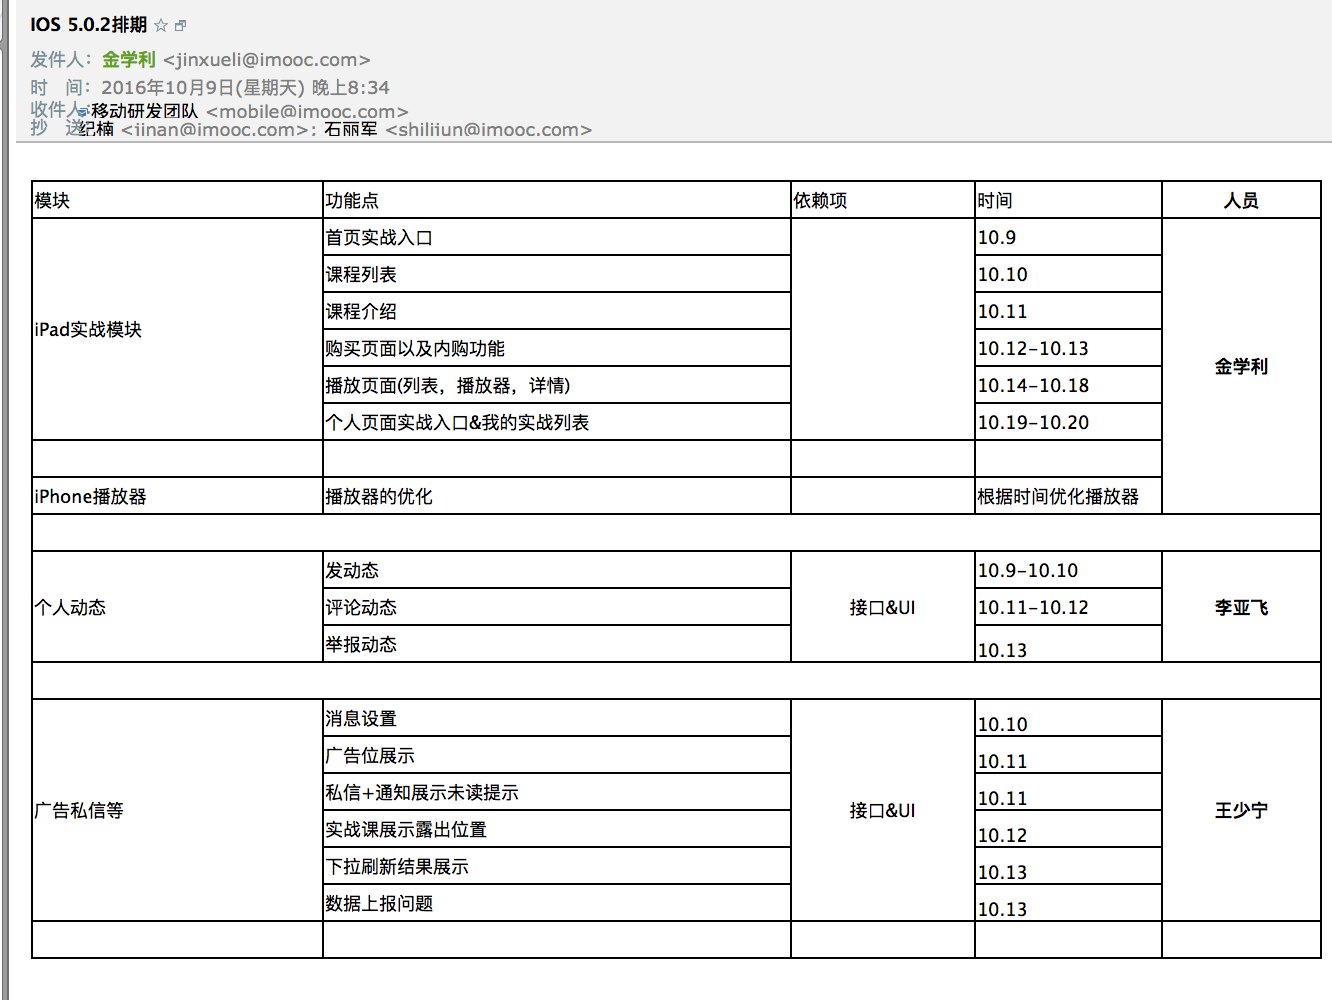 IOS 5.0.2排期
发件人：金学利 <jinxueli@imooc.com>
时 间：2016年10月9日(星期天) 晚上8:34
收件人：移动研发团队 <mobile@imooc.com>
抄 送：纪楠 <jinan@imooc.com>; 石丽军 <shilijun@imooc.com>
模块 功能点 依赖项 时间 人员
首页实战入口 10.9
课程列表 10.10
课程介绍 10.11
iPad实战模块
购买页面以及内购功能 10.12-10.13
金学利
播放页面(列表，播放器，详情) 10.14-10.18
个人页面实战入口&我的实战列表 10.19-10.20
iPhone播放器 播放器的优化 根据时间优化播放器
发动态 10.9-10.10
个人动态 评论动态 接口&UI 10.11-10.12 李亚飞
举报动态 10.13
消息设置 10.10
广告位展示 10.11
私信+通知展示未读提示 10.11
广告私信等 接口&UI 王少宁
实战课展示露出位置 10.12
下拉刷新结果展示 10.13
数据上报问题 10.13